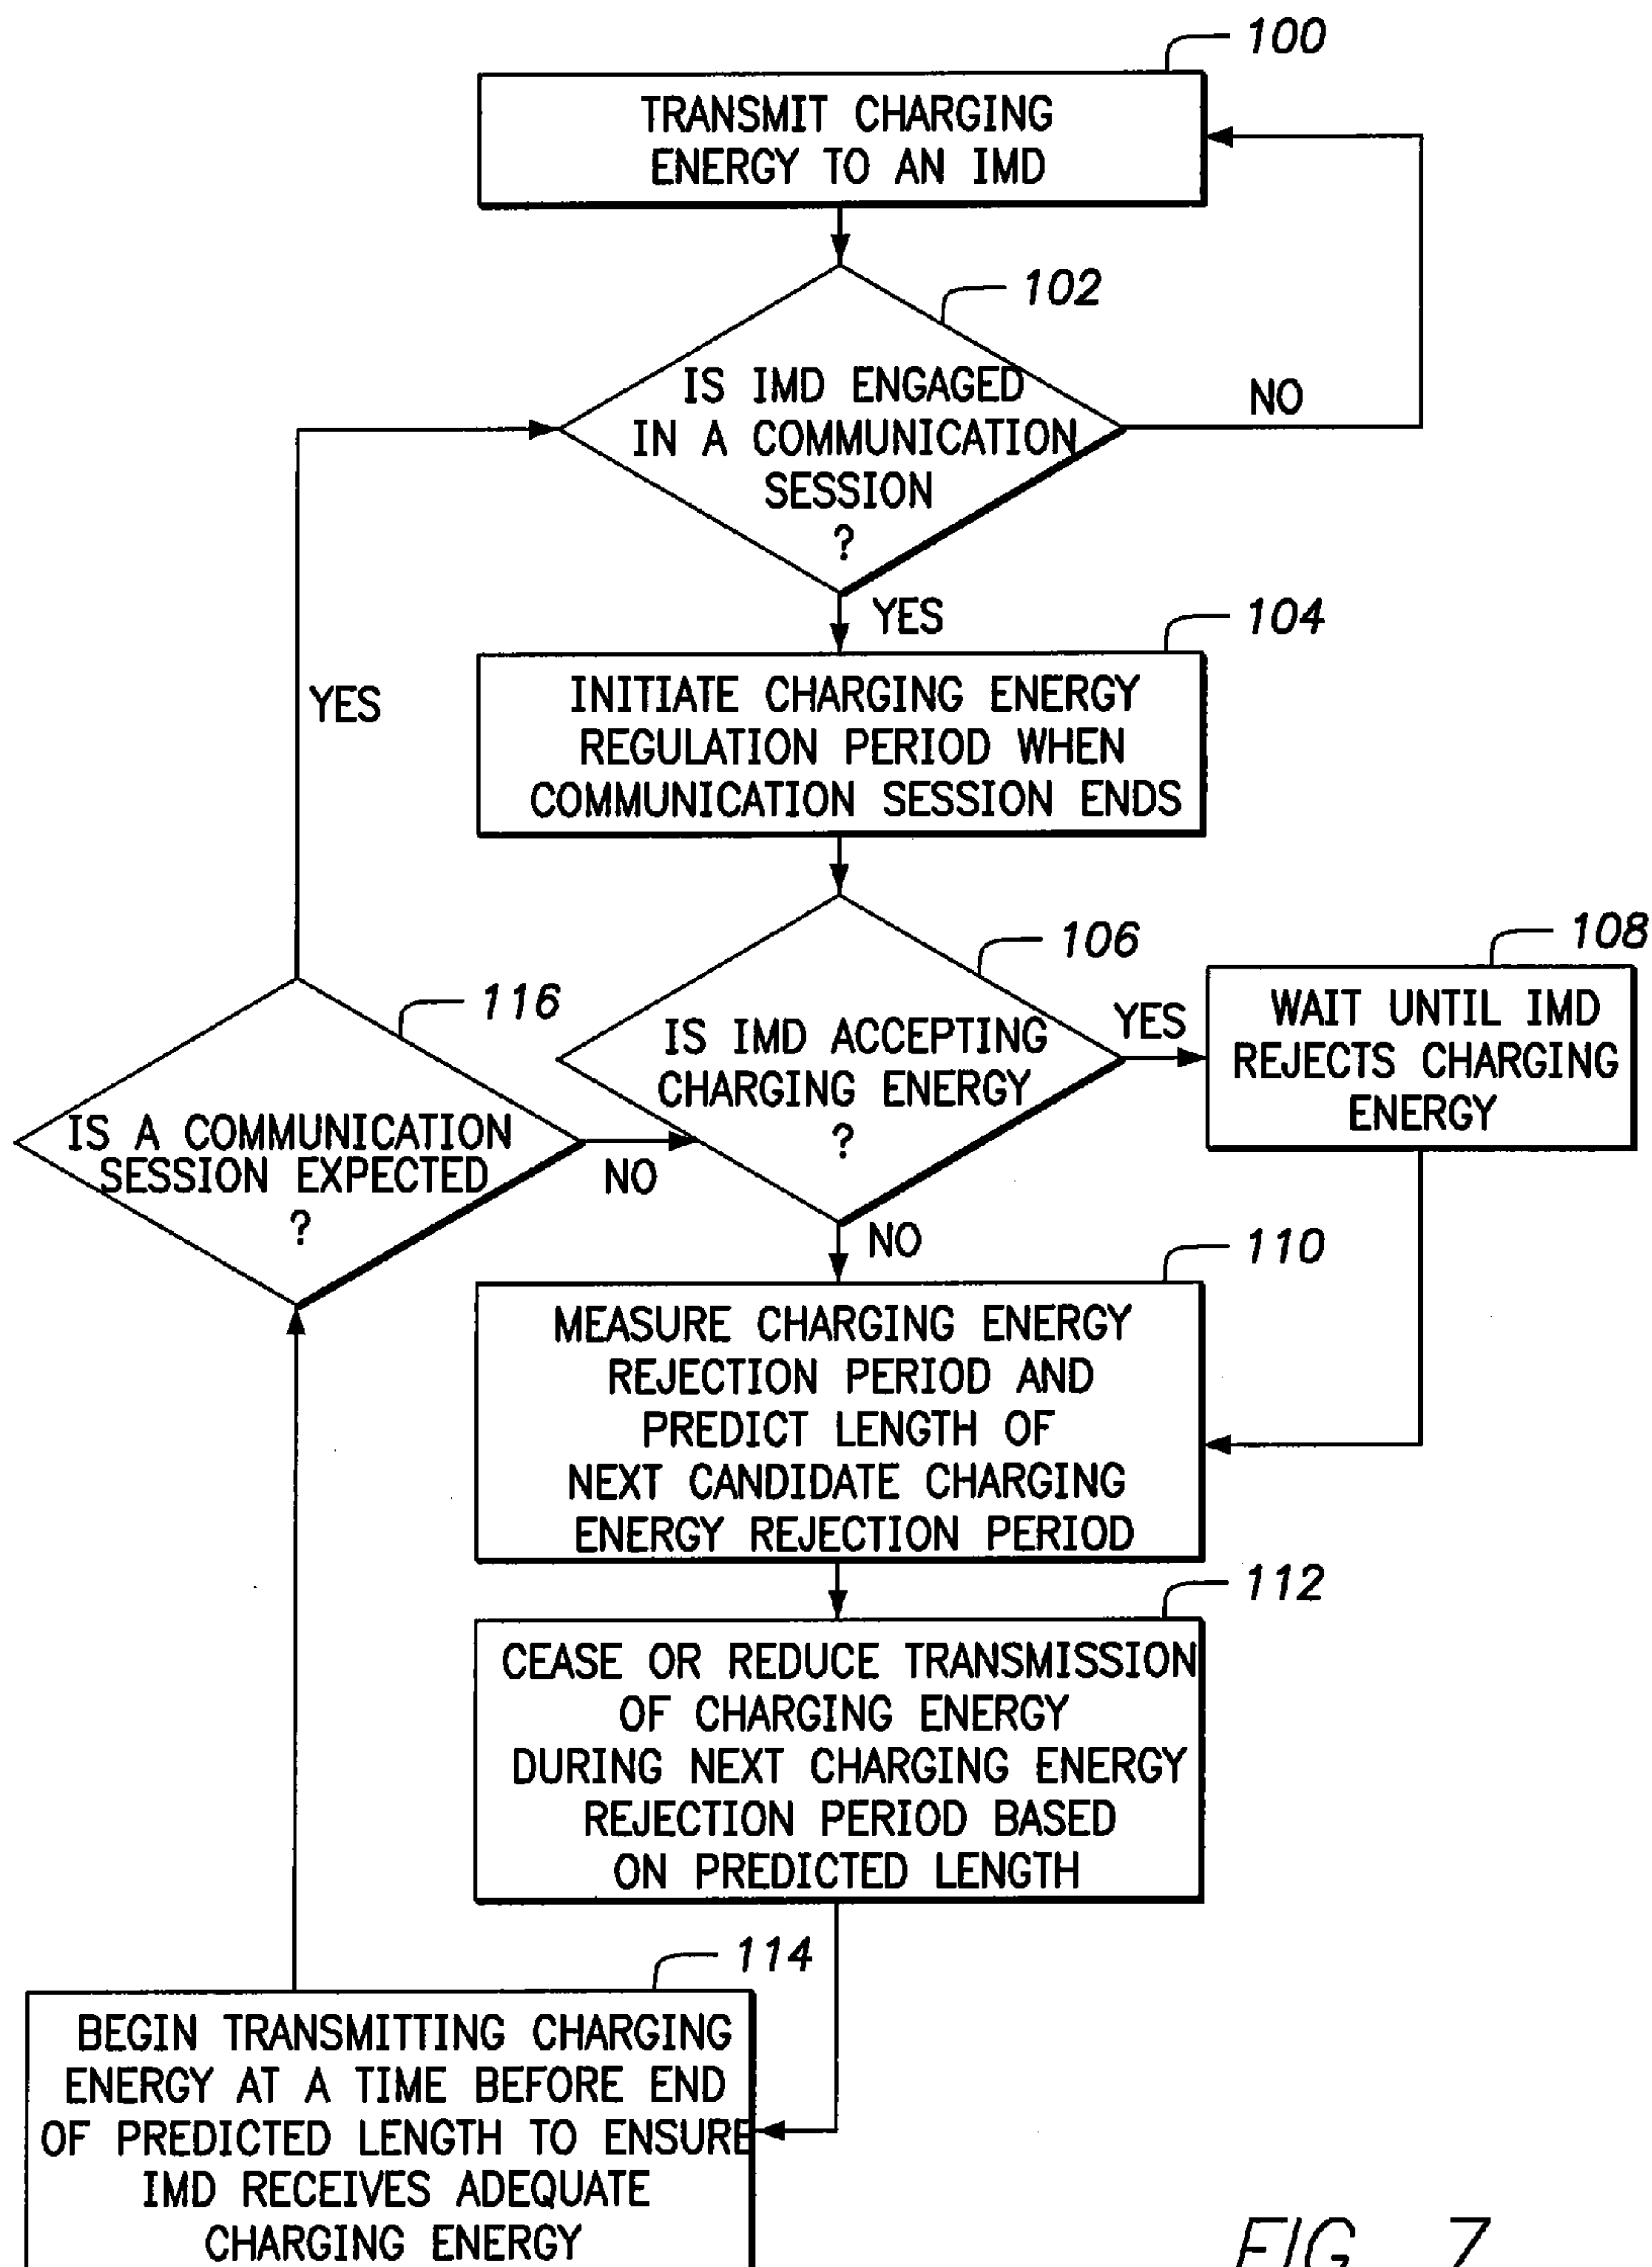 100
TRANSMIT CHARGING
ENERGY TO AN IMD
102
IS IMD ENGAGED
IN A COMMUNICATION
SESSION
?
NO
YES
104
INITIATE CHARGING ENERGY
REGULATION PERIOD WHEN
COMMUNICATION SESSION ENDS
YES
106
IS IMD ACCEPTING
CHARGING ENERGY
?
YES
108
WAIT UNTIL IMD
REJECTS CHARGING
ENERGY
116
IS A COMMUNICATION
SESSION EXPECTED
?
NO
NO
110
MEASURE CHARGING ENERGY
REJECTION PERIOD AND
PREDICT LENGTH OF
NEXT CANDIDATE CHARGING
ENERGY REJECTION PERIOD
112
CEASE OR REDUCE TRANSMISSION
OF CHARGING ENERGY
DURING NEXT CHARGING ENERGY
REJECTION PERIOD BASED
ON PREDICTED LENGTH
114
BEGIN TRANSMITTING CHARGING
ENERGY AT A TIME BEFORE END
OF PREDICTED LENGTH TO ENSURE
IMD RECEIVES ADEQUATE
CHARGING ENERGY
FIG. 7